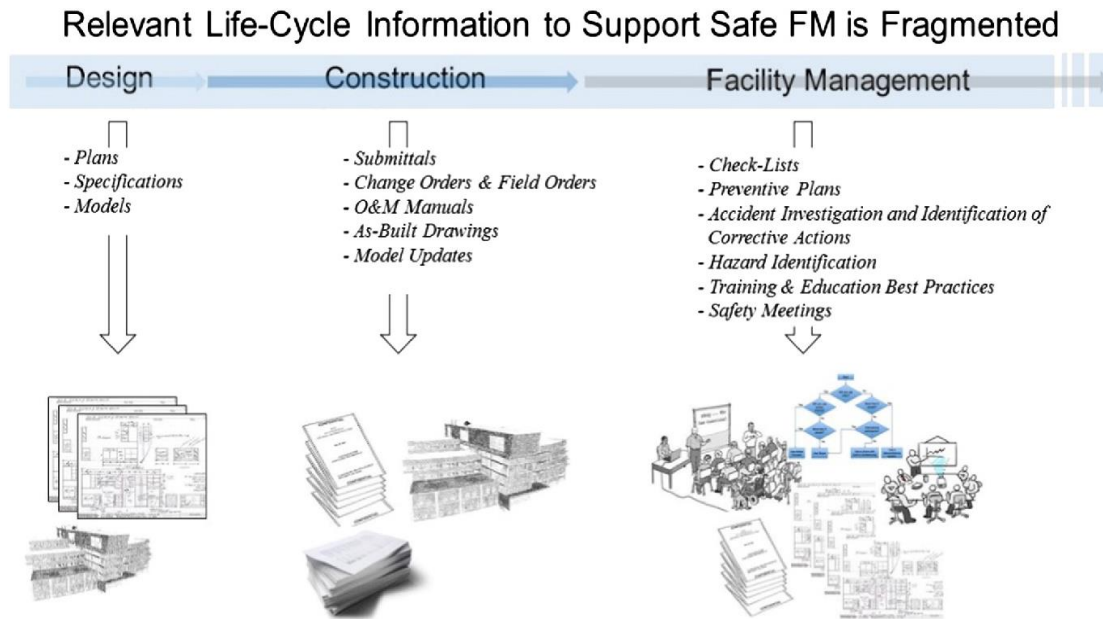 Relevant Life-Cycle Information to Support Safe FM is Fragmented
Design
Construction
Facility Management
- Plans
- Specifications
- Models
- Submittals
- Change Orders & Field Orders
- O&M Manuals
- As-Built Drawings
- Model Updates
- Check-Lists
- Preventive Plans
- Accident Investigation and Identification of
Corrective Actions
- Hazard Identification
- Training & Education Best Practices
- Safety Meetings
CONFIDENTIAL
CONFIDENTIAL